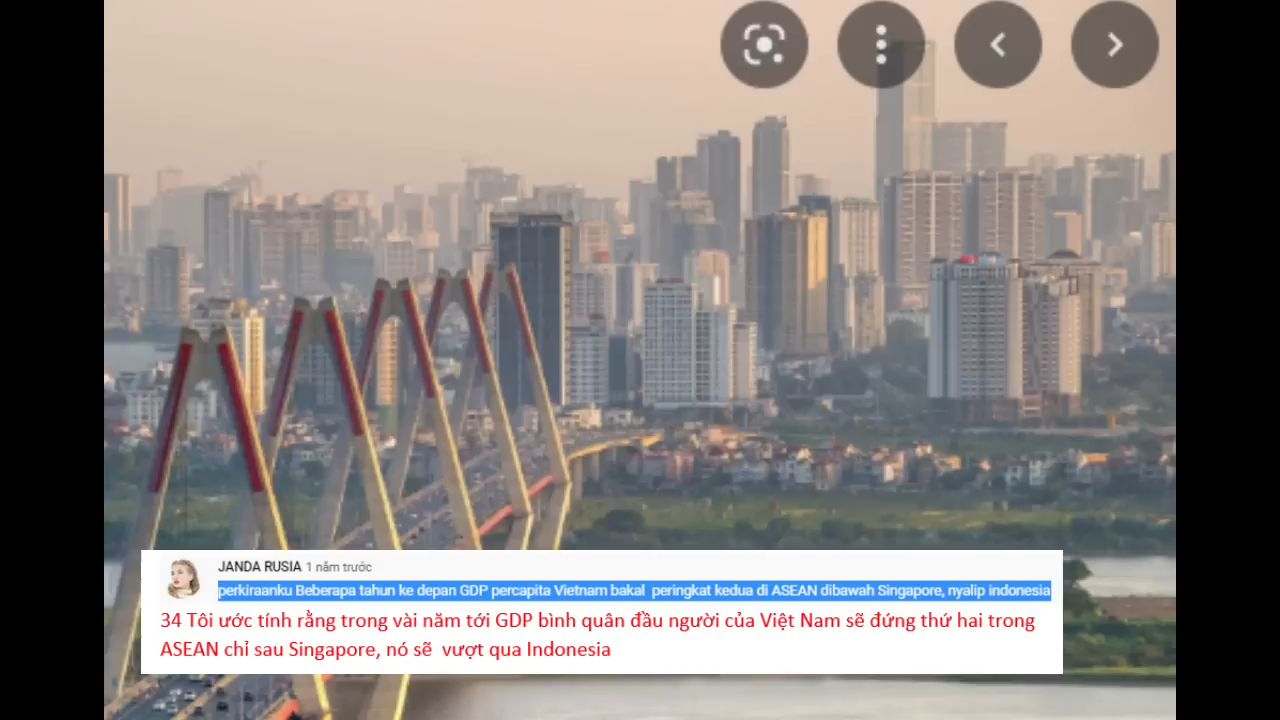 JANDA RUSIA 1 năm trước
perkiraanku Beberapa tahun ke depan GDP percapita Vietnam bakal peringkat kedua di ASEAN dibawah Singapore, nyalip indonesia
34 Tôi ước tính rằng trong vài năm tới GDP bình quân đầu người của Việt Nam sẽ đứng thứ hai trong
ASEAN chỉ sau Singapore, nó sẽ vượt qua Indonesia